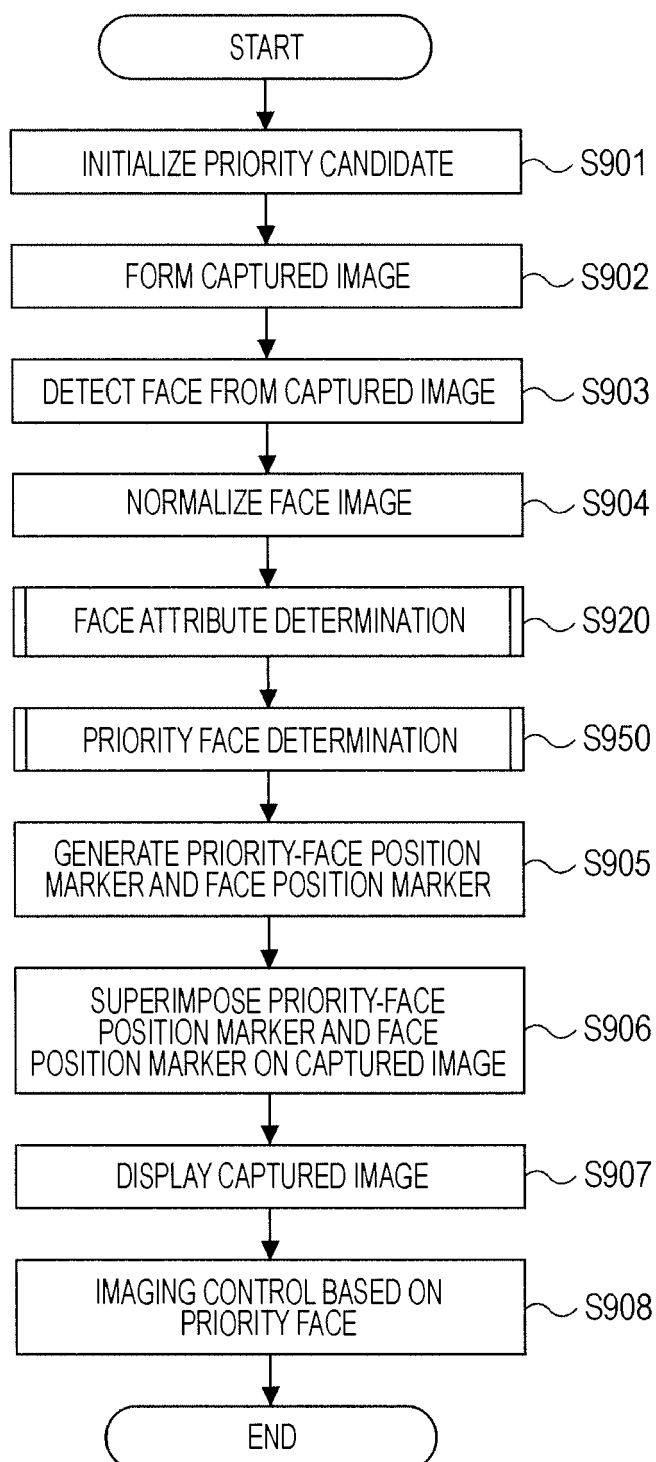 START
INITIALIZE PRIORITY CANDIDATE S901
FORM CAPTURED IMAGE S902
DETECT FACE FROM CAPTURED IMAGE S903
NORMALIZE FACE IMAGE S904
FACE ATTRIBUTE DETERMINATION S920
PRIORITY FACE DETERMINATION S950
GENERATE PRIORITY-FACE POSITION
MARKER AND FACE POSITION MARKER S905
SUPERIMPOSE PRIORITY-FACE
POSITION MARKER AND FACE
POSITION MARKER ON CAPTURED IMAGE S906
DISPLAY CAPTURED IMAGE S907
IMAGING CONTROL BASED ON
PRIORITY FACE S908
END